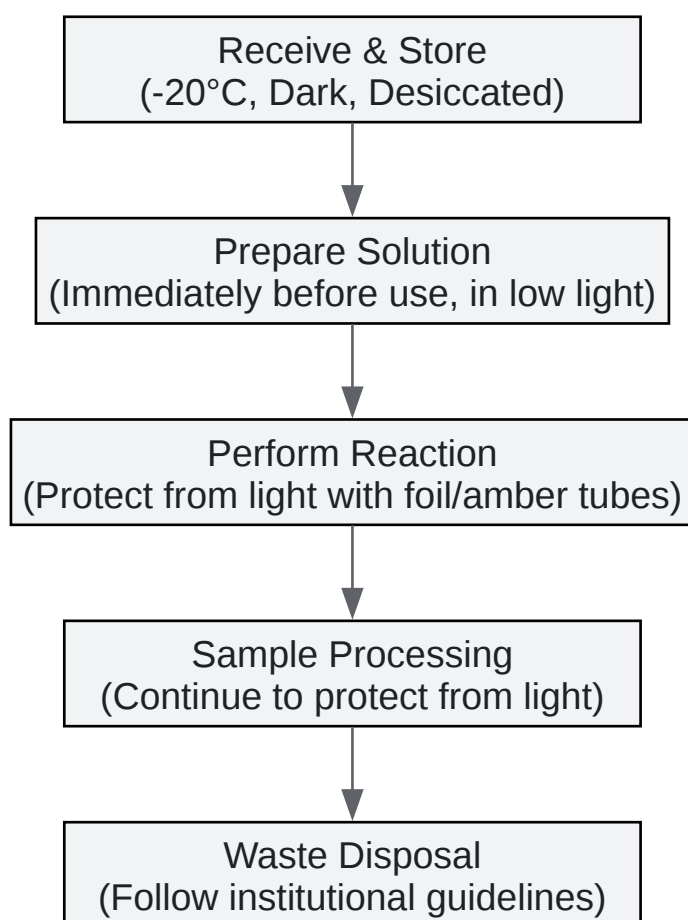 Receive & Store
(-20°C, Dark, Desiccated)
Prepare Solution
(Immediately before use, in low light)
Perform Reaction
(Protect from light with foil/amber tubes)
Sample Processing
(Continue to protect from light)
Waste Disposal
(Follow institutional guidelines)